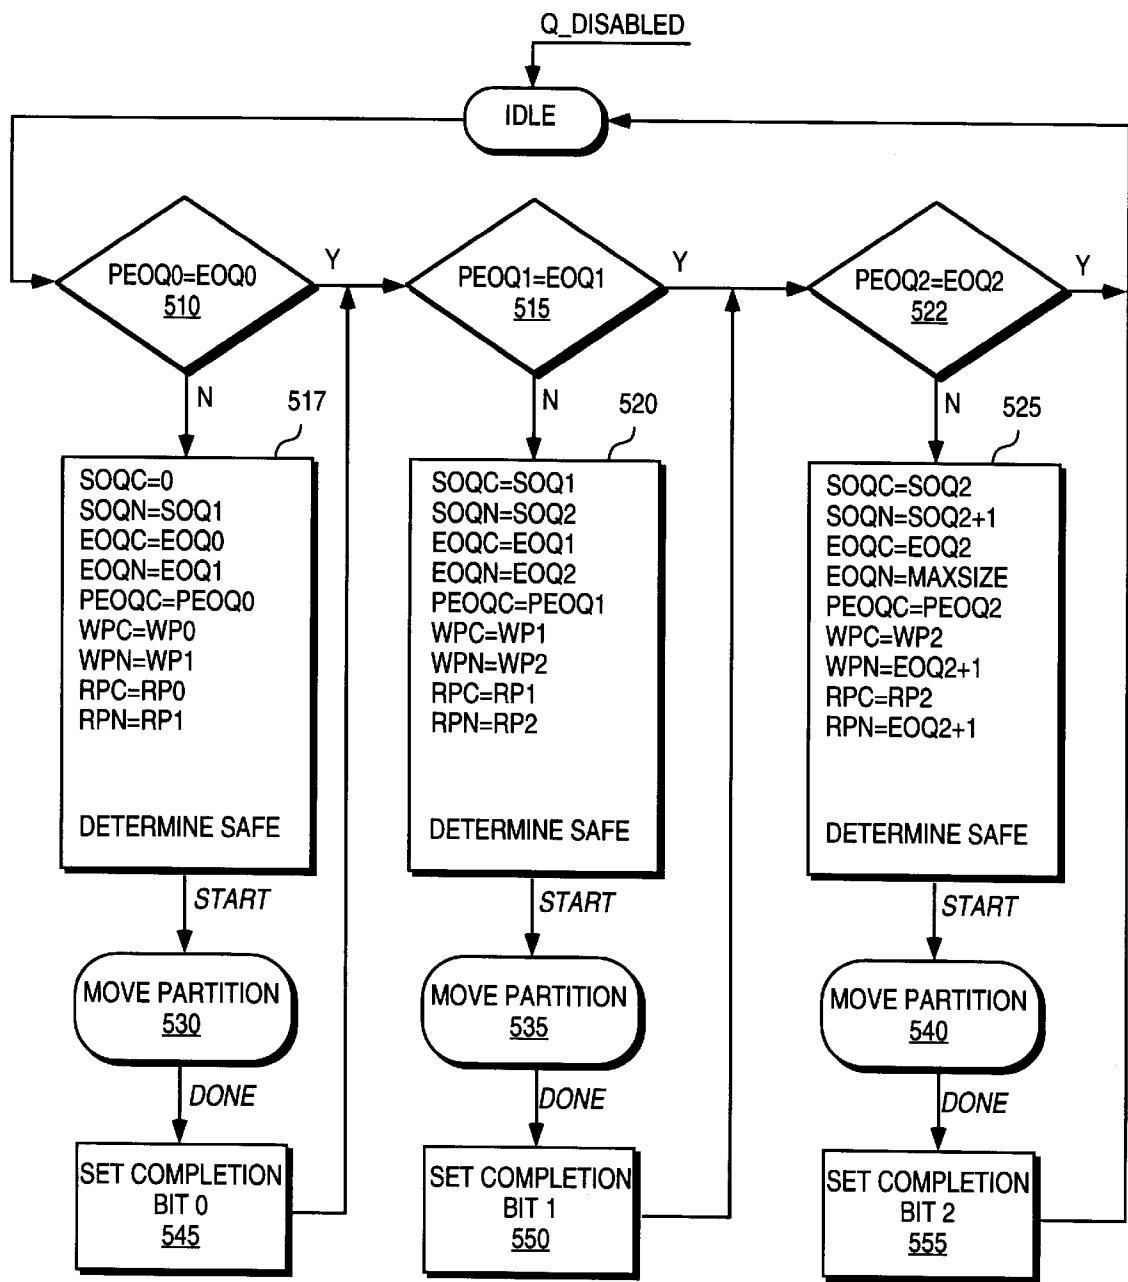 Q_DISABLED
IDLE
PEOQ0=EOQ0
510
Y
N
PEOQ1=EOQ1
515
Y
N
PEOQ2=EOQ2
522
Y
N
517
SOQC=0
SOQN=SOQ1
EOQC=EOQ0
EOQN=EOQ1
PEOQC=PEOQ0
WPC=WP0
WPN=WP1
RPC=RP0
RPN=RP1
DETERMINE SAFE
START
MOVE PARTITION
530
DONE
SET COMPLETION
BIT 0
545
520
SOQC=SOQ1
SOQN=SOQ2
EOQC=EOQ1
EOQN=EOQ2
PEOQC=PEOQ1
WPC=WP1
WPN=WP2
RPC=RP1
RPN=RP2
DETERMINE SAFE
START
MOVE PARTITION
535
DONE
SET COMPLETION
BIT 1
550
525
SOQC=SOQ2
SOQN=SOQ2+1
EOQC=EOQ2
EOQN=MAXSIZE
PEOQC=PEOQ2
WPC=WP2
WPN=EOQ2+1
RPC=RP2
RPN=EOQ2+1
DETERMINE SAFE
START
MOVE PARTITION
540
DONE
SET COMPLETION
BIT 2
555